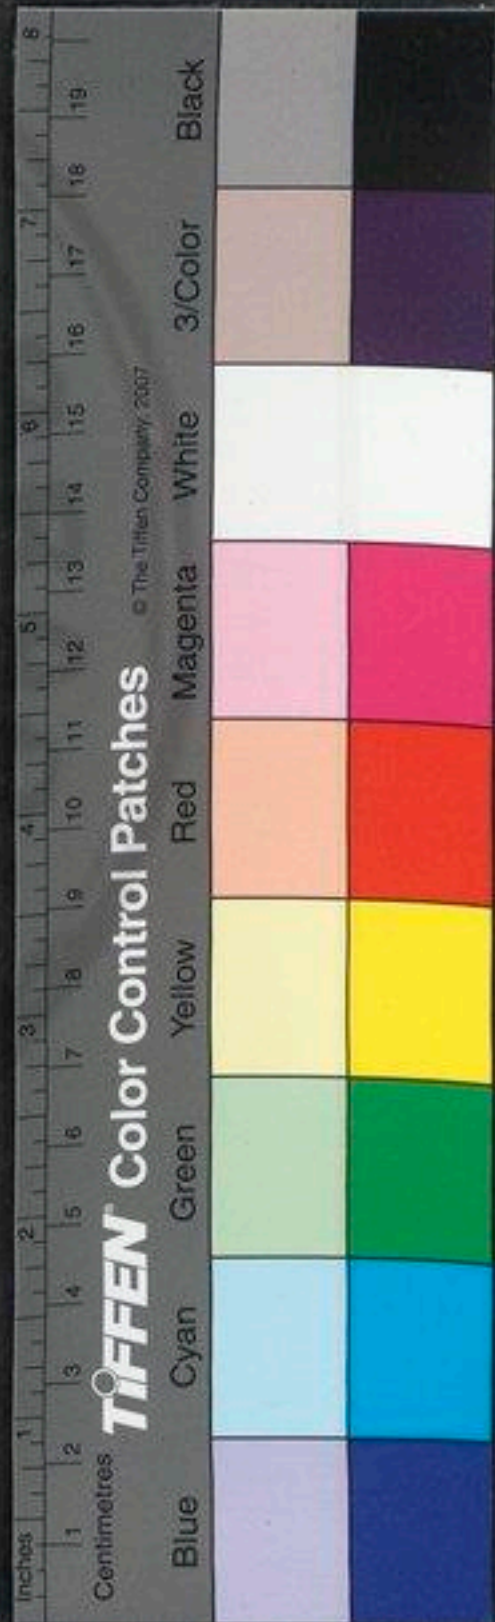 Inches 1 2 3 4 5 6 7 8
Centimetres 1 2 3 4 5 6 7 8 9 10 11 12 13 14 15 16 17 18 19
TIFFEN® Color Control Patches © The Tiffen Company, 2007
Blue Cyan Green Yellow Red Magenta White 3/Color Black